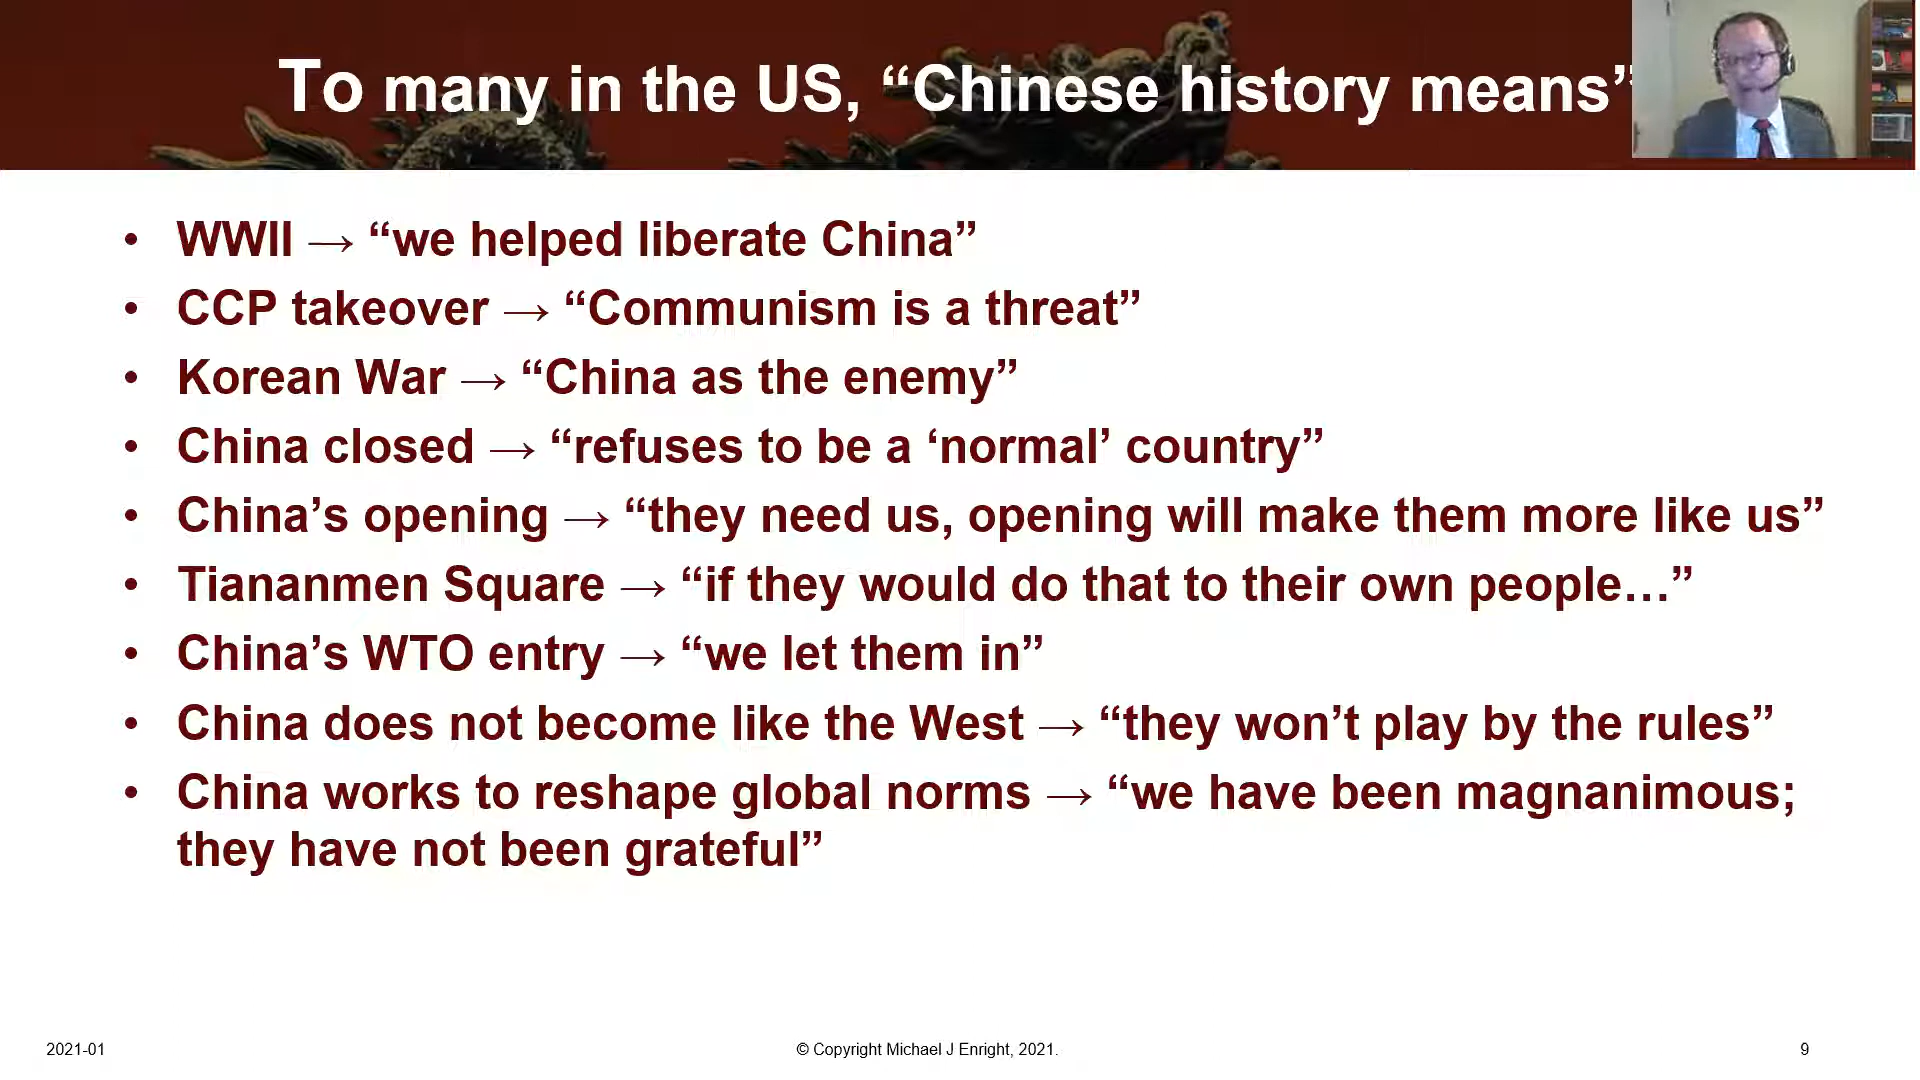 To many in the US, “Chinese history means”
• WWII → “we helped liberate China”
• CCP takeover → “Communism is a threat”
• Korean War → “China as the enemy”
• China closed → “refuses to be a ‘normal’ country”
• China’s opening → “they need us, opening will make them more like us”
• Tiananmen Square → “if they would do that to their own people…”
• China’s WTO entry → “we let them in”
• China does not become like the West → “they won’t play by the rules”
• China works to reshape global norms → “we have been magnanimous;
they have not been grateful”
2021-01
© Copyright Michael J Enright, 2021.
9